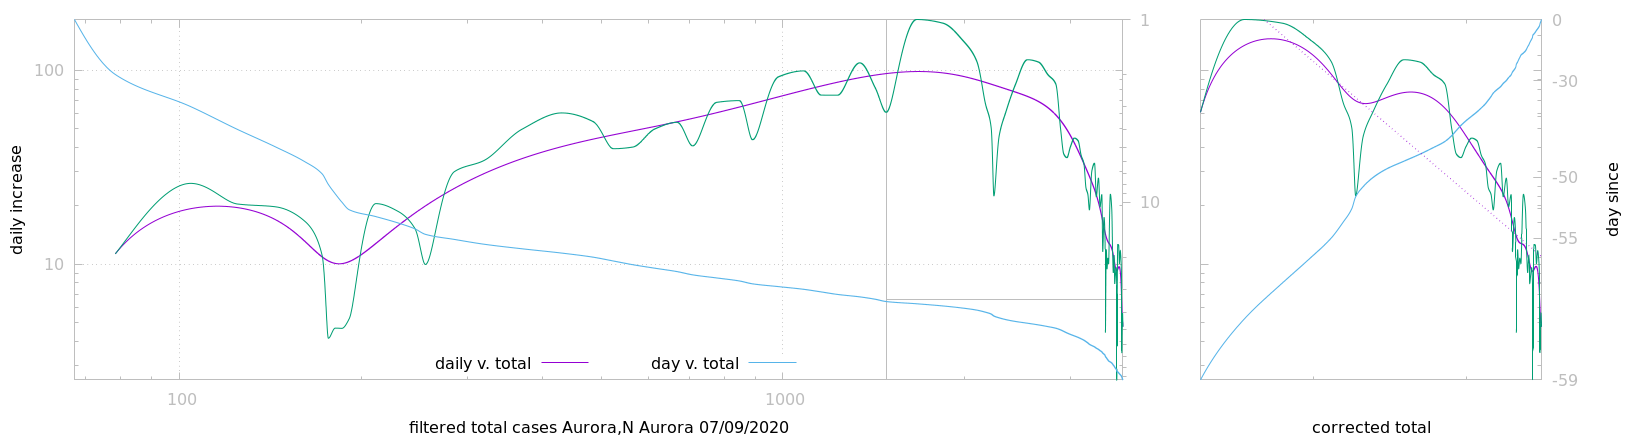 daily increase
100
10
daily v. total
day v. total
100
1000
1
10
filtered total cases Aurora,N Aurora 07/09/2020
0
-30
-50
-55
-59
day since
corrected total